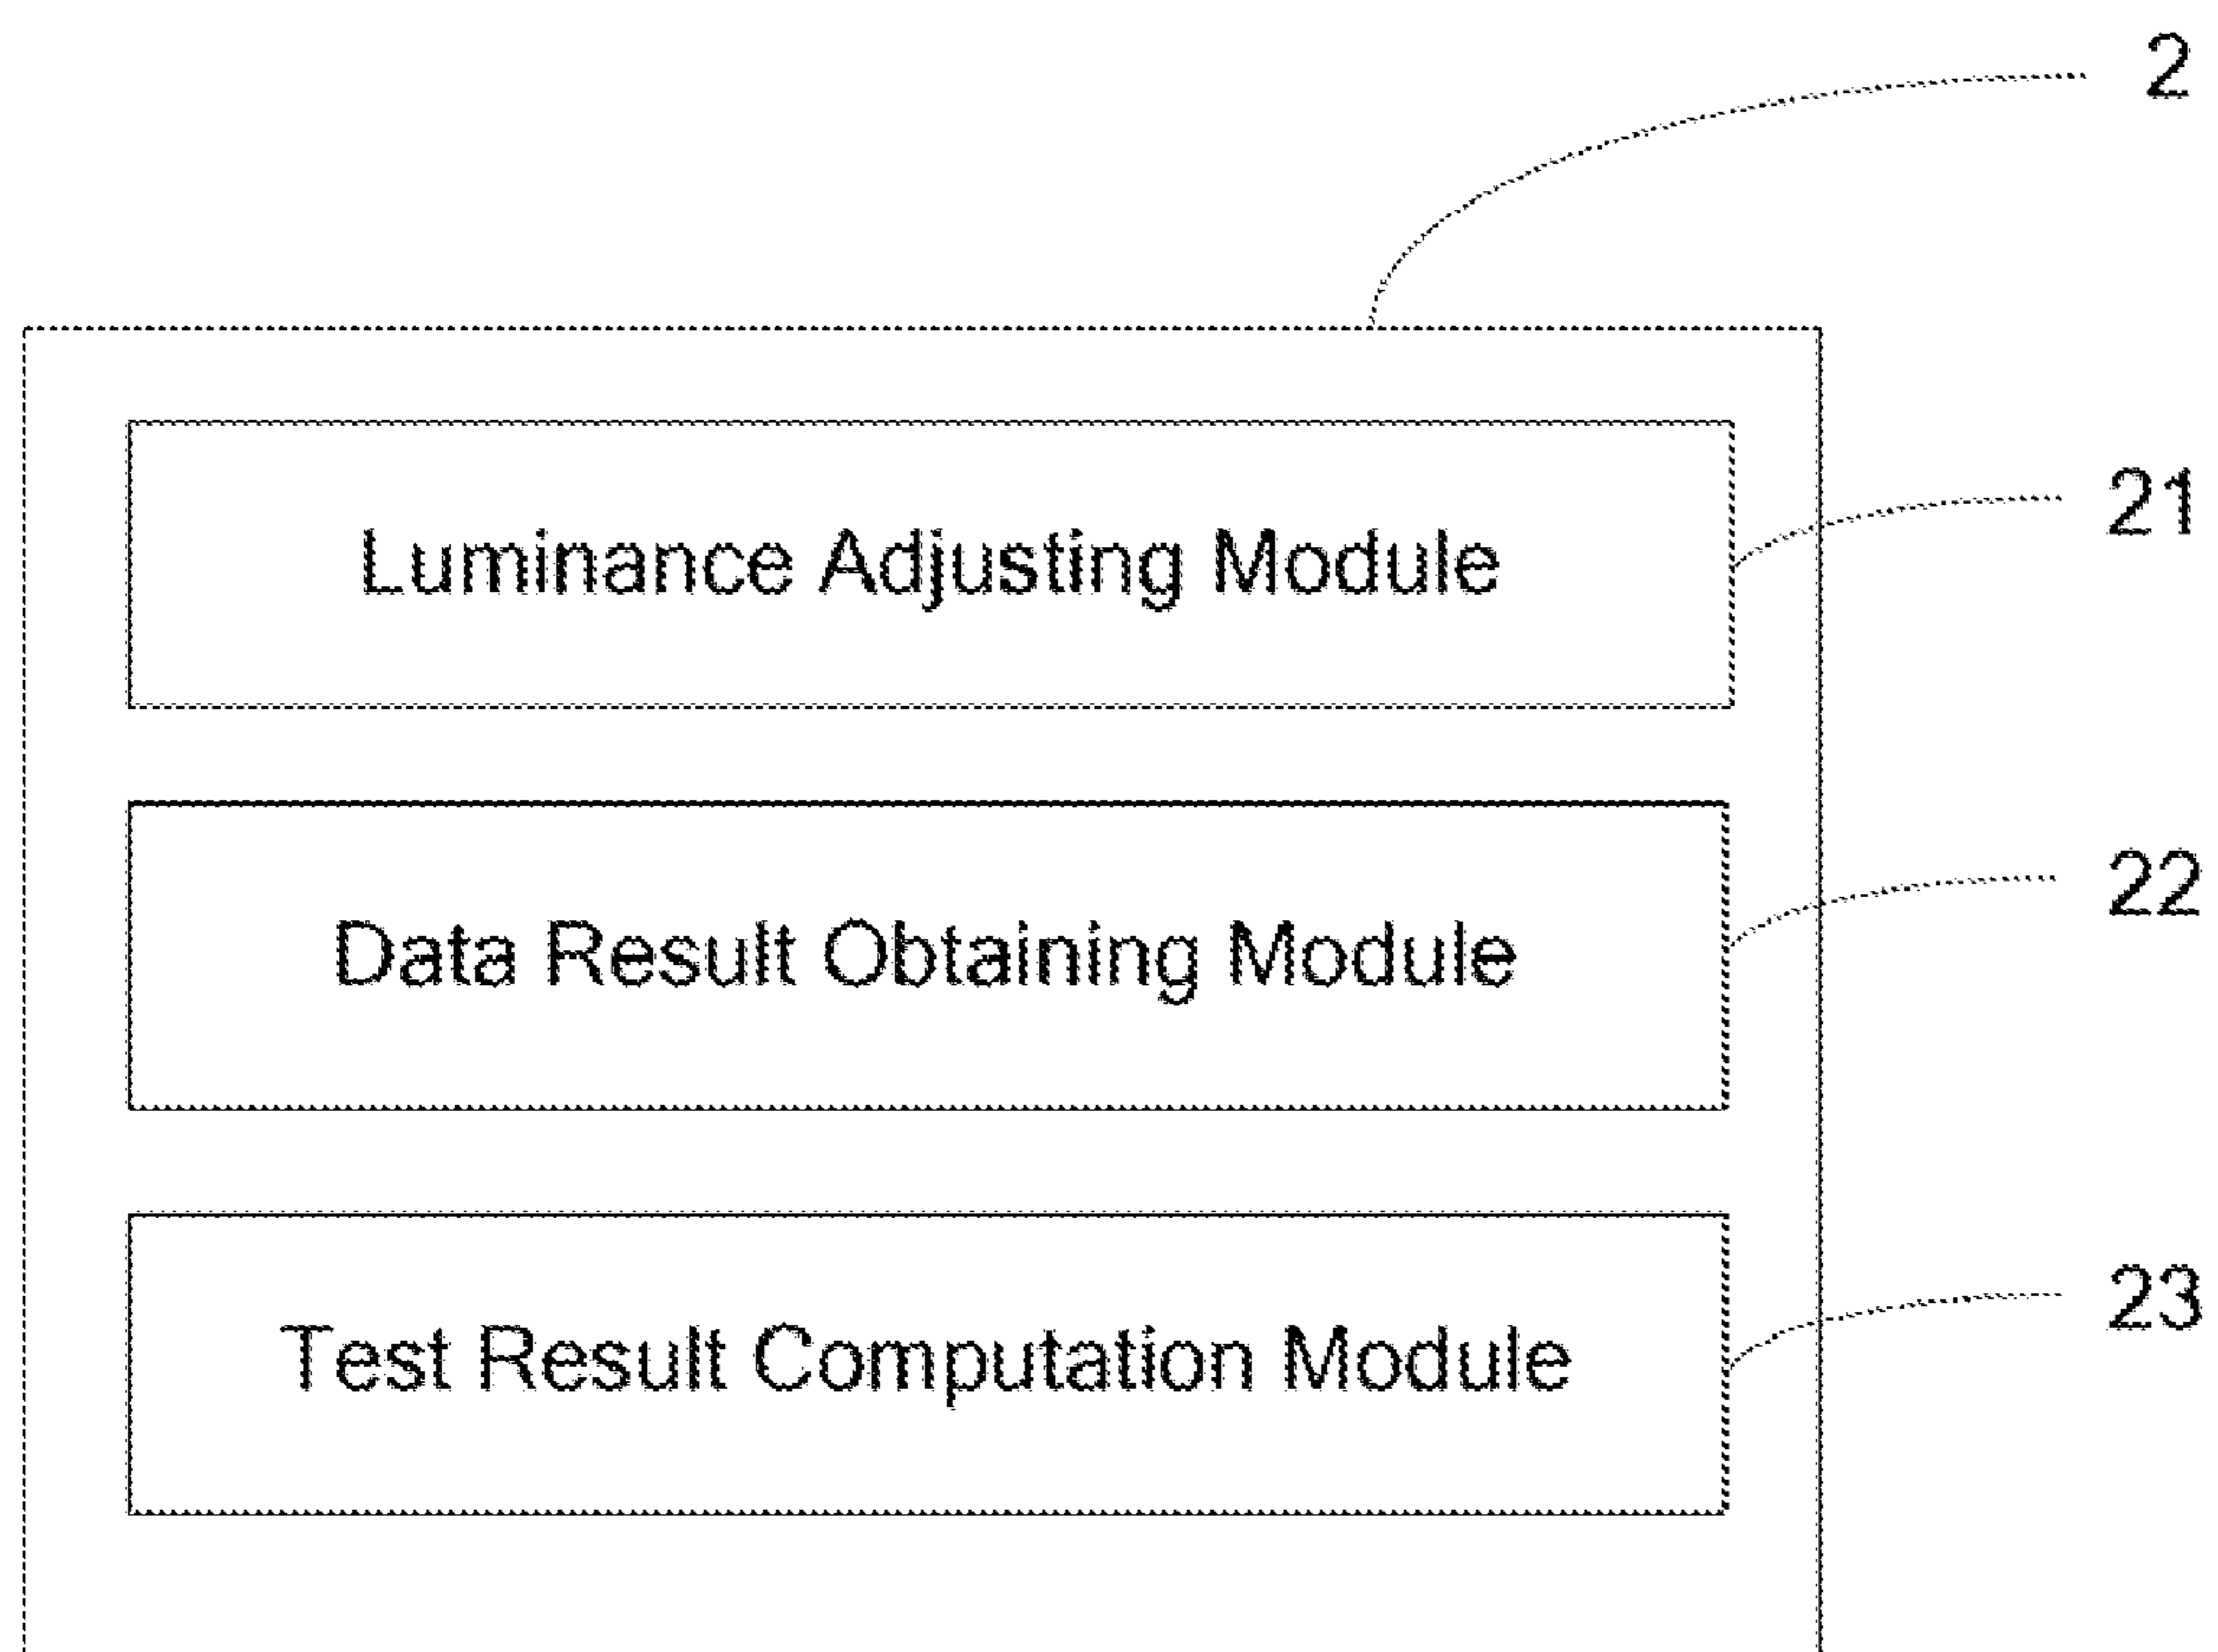 2
Luminance Adjusting Module
21
Data Result Obtaining Module
22
Test Result Computation Module
23